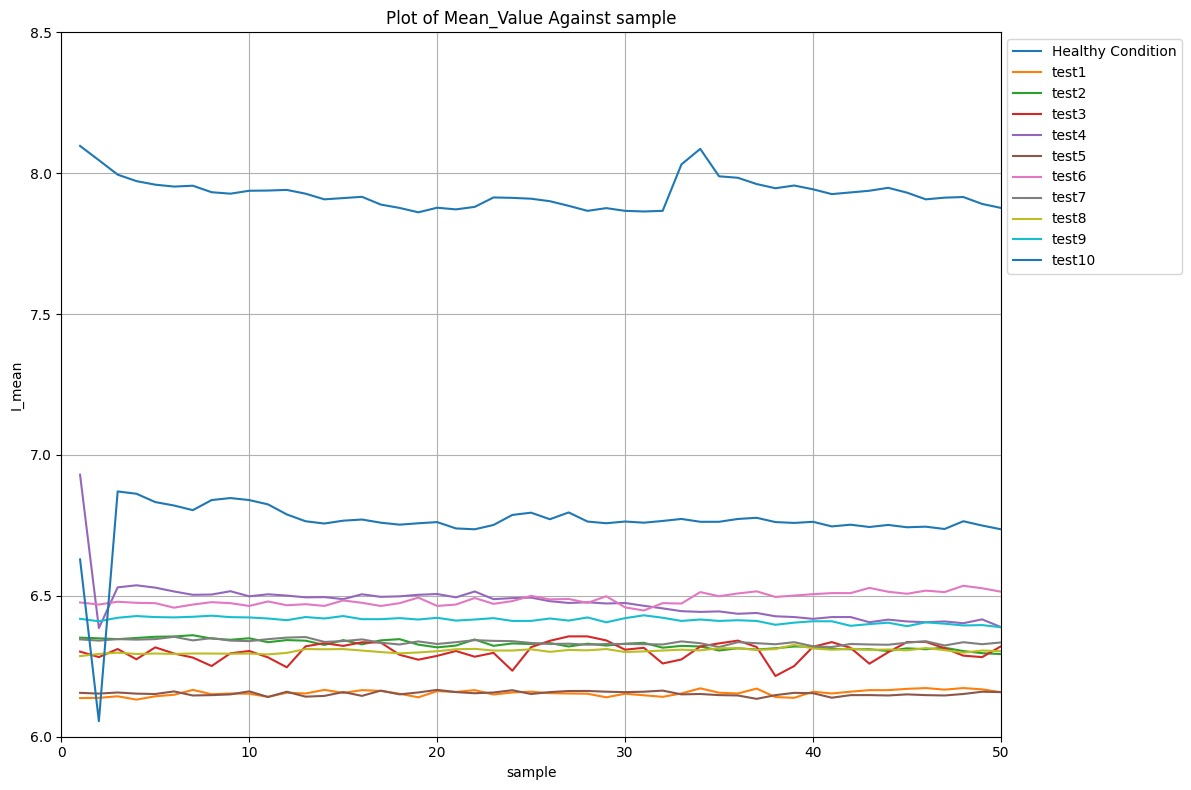 Plot of Mean_Value Against sample
8.5
8.0
7.5
7.0
6.5
6.0
I_mean
0 10 20 30 40 50
sample
Healthy Condition
test1
test2
test3
test4
test5
test6
test7
test8
test9
test10